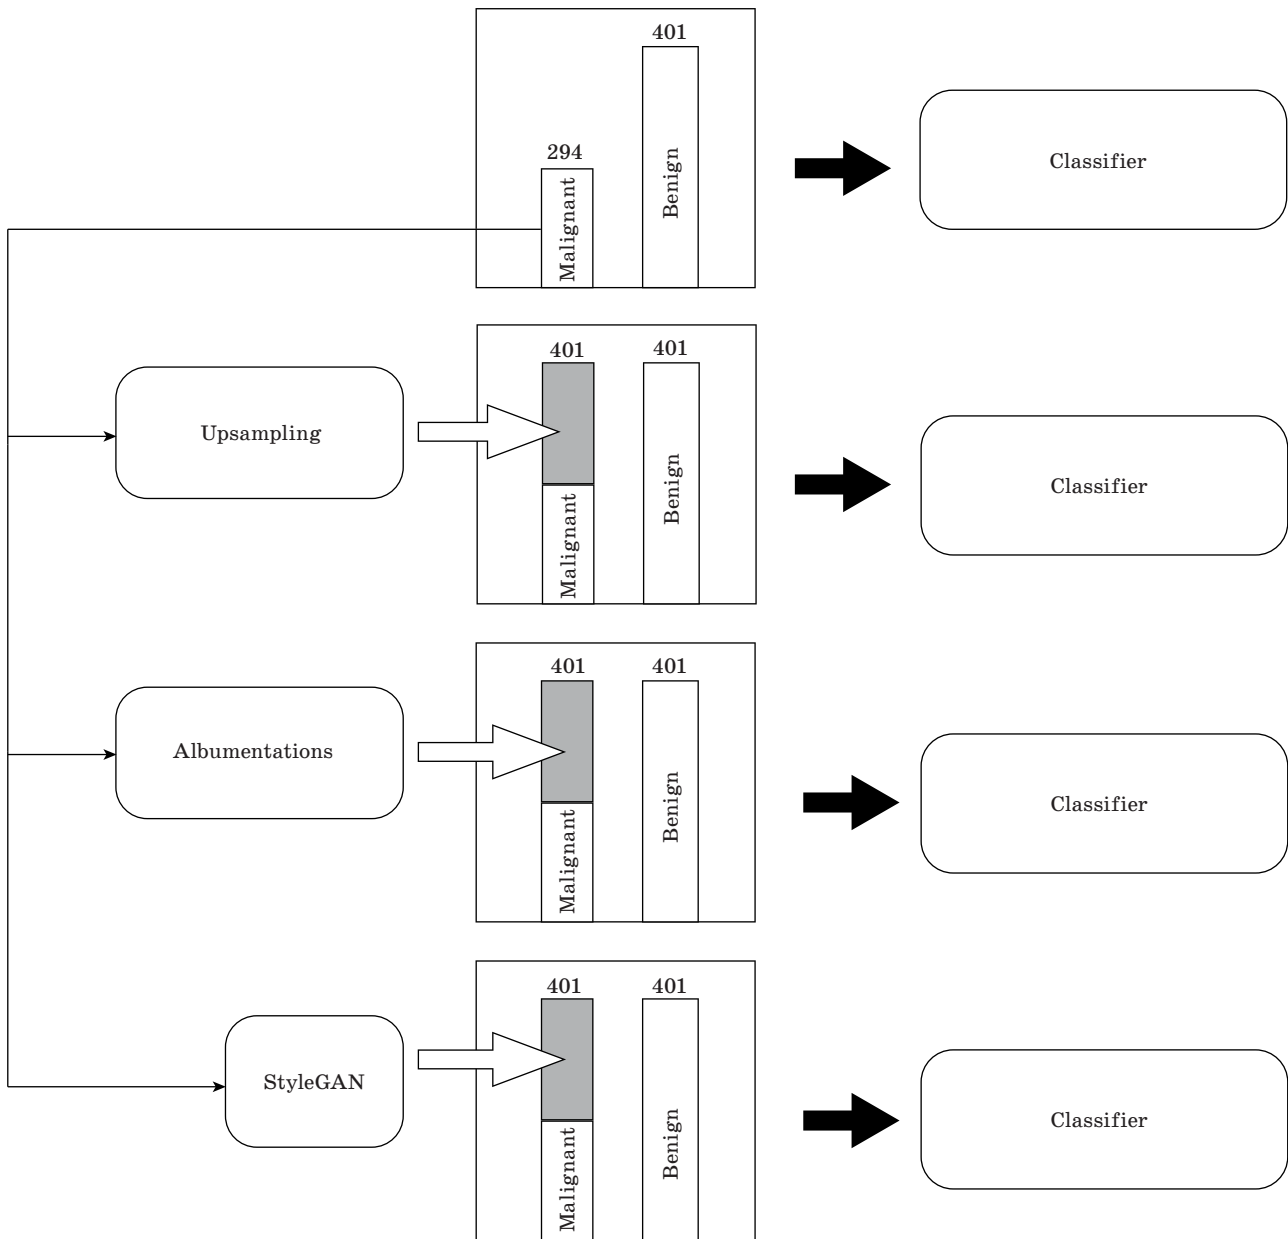 401
294
Malignant
Benign
Classifier
401
401
Upsampling
Malignant
Benign
Classifier
401
401
Albumentations
Malignant
Benign
Classifier
401
401
StyleGAN
Malignant
Benign
Classifier